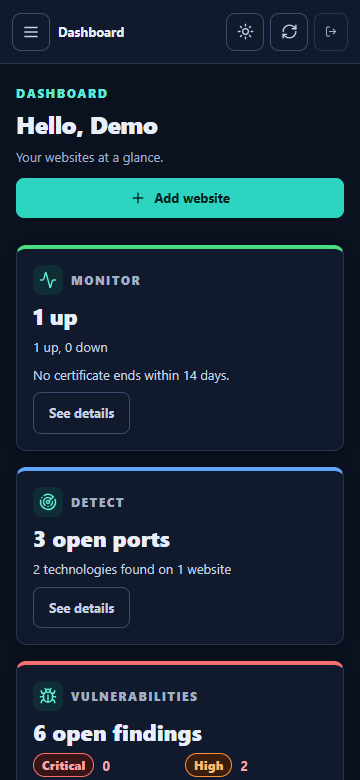 Dashboard
DASHBOARD
Hello, Demo
Your websites at a glance.
Add website
MONITOR
1 up
1 up, 0 down
No certificate ends within 14 days.
See details
DETECT
3 open ports
2 technologies found on 1 website
See details
VULNERABILITIES
6 open findings
Critical 0 High 2